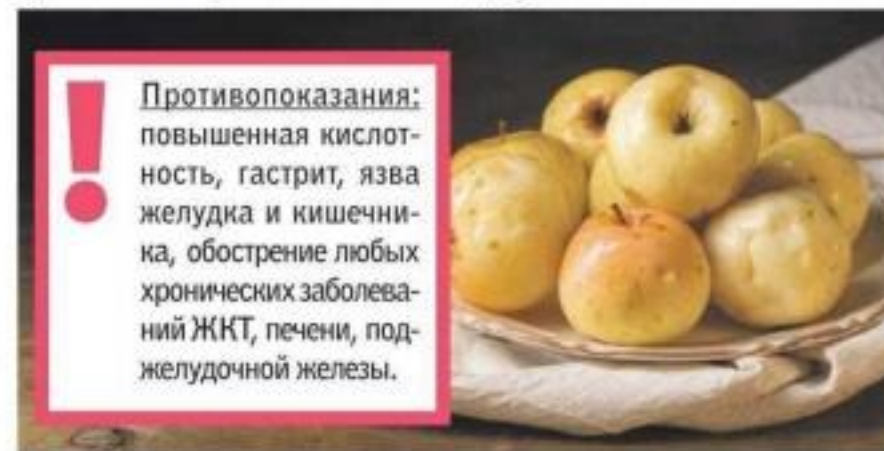 !
Противопоказания:
повышенная кислот-
ность, гастрит, язва
желудка и кишечни-
ка, обострение любых
хронических заболева-
ний ЖКТ, печени, под-
желудочной железы.